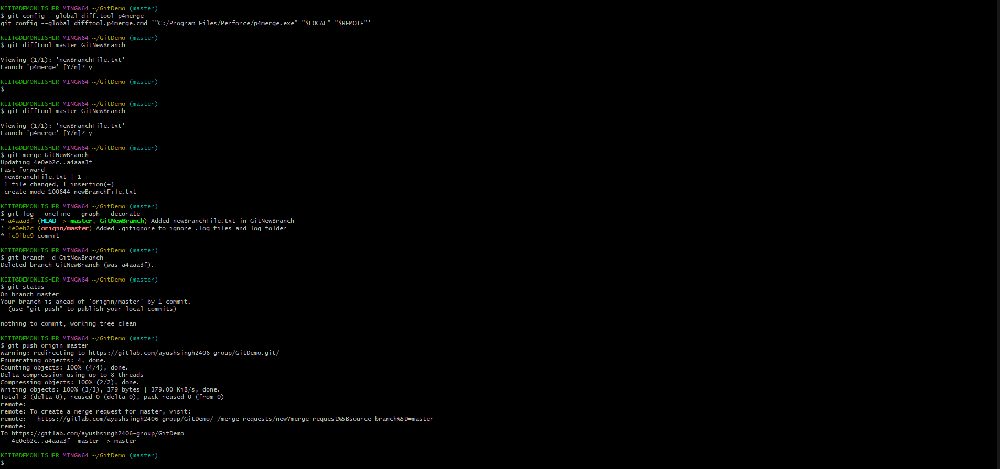 KIIT@DEMONLISHER MINGW64 ~/GitDemo (master)
$ git config --global diff.tool p4merge
git config --global difftool.p4merge.cmd '"C:/Program Files/Perforce/p4merge.exe" "$LOCAL" "$REMOTE"'
KIIT@DEMONLISHER MINGW64 ~/GitDemo (master)
$ git difftool master GitNewBranch
Viewing (1/1): 'newBranchFile.txt'
Launch 'p4merge' [Y/n]? y
KIIT@DEMONLISHER MINGW64 ~/GitDemo (master)
$
KIIT@DEMONLISHER MINGW64 ~/GitDemo (master)
$ git difftool master GitNewBranch
Viewing (1/1): 'newBranchFile.txt'
Launch 'p4merge' [Y/n]? y
KIIT@DEMONLISHER MINGW64 ~/GitDemo (master)
$ git merge GitNewBranch
Updating 4e0eb2c..a4aaa3f
Fast-forward
 newBranchFile.txt | 1 +
 1 file changed, 1 insertion(+)
 create mode 100644 newBranchFile.txt
KIIT@DEMONLISHER MINGW64 ~/GitDemo (master)
$ git log --oneline --graph --decorate
* a4aaa3f (HEAD -> master, GitNewBranch) Added newBranchFile.txt in GitNewBranch
* 4e0eb2c (origin/master) Added .gitignore to ignore .log files and log folder
* fc0fbe9 commit
KIIT@DEMONLISHER MINGW64 ~/GitDemo (master)
$ git branch -d GitNewBranch
Deleted branch GitNewBranch (was a4aaa3f).
KIIT@DEMONLISHER MINGW64 ~/GitDemo (master)
$ git status
On branch master
Your branch is ahead of 'origin/master' by 1 commit.
  (use "git push" to publish your local commits)
nothing to commit, working tree clean
KIIT@DEMONLISHER MINGW64 ~/GitDemo (master)
$ git push origin master
warning: redirecting to https://gitlab.com/ayushsingh2406-group/GitDemo.git/
Enumerating objects: 4, done.
Counting objects: 100% (4/4), done.
Delta compression using up to 8 threads
Compressing objects: 100% (2/2), done.
Writing objects: 100% (3/3), 379 bytes | 379.00 KiB/s, done.
Total 3 (delta 0), reused 0 (delta 0), pack-reused 0 (from 0)
remote:
remote: To create a merge request for master, visit:
remote:   https://gitlab.com/ayushsingh2406-group/GitDemo/-/merge_requests/new?merge_request%5Bsource_branch%5D=master
remote:
To https://gitlab.com/ayushsingh2406-group/GitDemo
   4e0eb2c..a4aaa3f  master -> master
KIIT@DEMONLISHER MINGW64 ~/GitDemo (master)
$